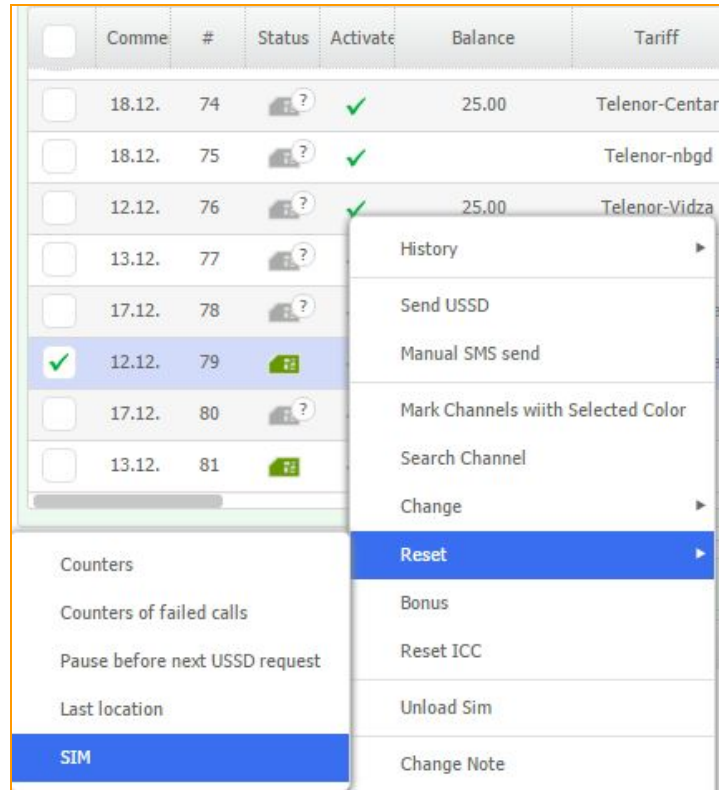 Comme # Status Activate Balance Tariff
18.12. 74 ? 25.00 Telenor-Centar
18.12. 75 ? Telenor-nbgd
12.12. 76 ? 25.00 Telenor-Vidza
13.12. 77 ?
17.12. 78 ?
12.12. 79
17.12. 80 ?
13.12. 81
History
Send USSD
Manual SMS send
Mark Channels wiith Selected Color
Search Channel
Change
Reset
Bonus
Reset ICC
Unload Sim
Change Note
Counters
Counters of failed calls
Pause before next USSD request
Last location
SIM